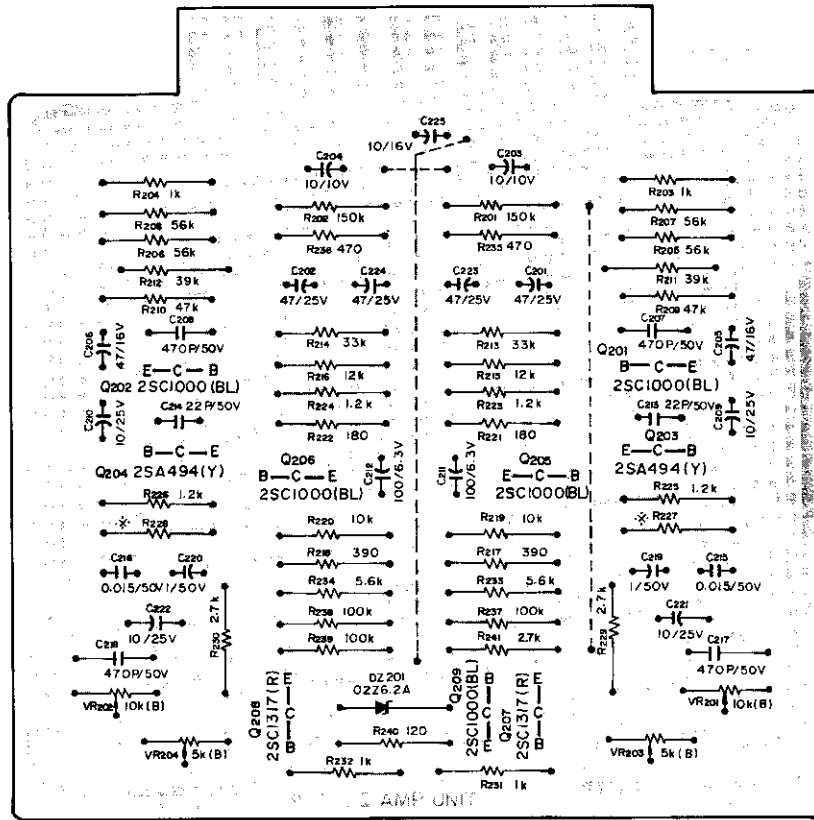 C225
10/16V
C204
10/10V
C203
10/10V
R204 1k
R208 56k
R206 56k
R212 39k
R210 47k
R202 150k
R236 470
R201 150k
R235 470
R203 1k
R207 56k
R205 56k
R211 39k
R209 47k
C202
47/25V
C224
47/25V
C223
47/25V
C201
47/25V
C206
47/16V
C208
470P/50V
E C B
Q202 2SC1000(BL)
R214 33k
R216 12k
R224 1.2k
R222 180
R213 33k
R215 12k
R223 1.2k
R221 180
C207
470P/50V
C205
47/16V
Q201
B C E
2SC1000(BL)
C210
10/25V
C214 22P/50V
B C E
Q204 2SA494(Y)
C213 22P/50V
C209
10/25V
Q203
E C B
2SA494(Y)
Q206
B C E
2SC1000(BL)
C212
100/6.3V
C211
100/6.3V
Q205
E C B
2SC1000(BL)
R226 1.2k
※ R228
R225 1.2k
※ R227
R220 10k
R218 390
R234 5.6k
R238 100k
R239 100k
R219 10k
R217 390
R233 5.6k
R237 100k
R241 2.7k
C216
0.015/50V
C220
1/50V
C219
1/50V
C215
0.015/50V
C222
10/25V
R230 2.7k
C218
470P/50V
VR202 10k(B)
VR204 5k(B)
R229 2.7k
C221
10/25V
C217
470P/50V
VR201 10k(B)
VR203 5k(B)
Q208
2SC1317(R)
E C B
DZ201
02Z6.2A
R240 120
Q209
2SC1000(BL)
B C E
Q207
2SC1317(R)
E C B
R232 1k
R231 1k
AMP UNIT